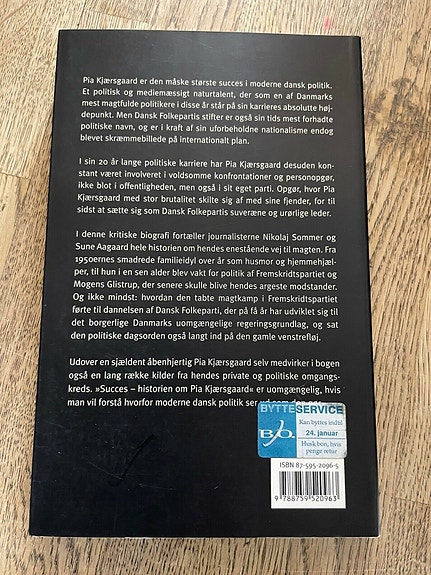 Pia Kjærsgaard er den måske største succes i moderne dansk politik.
Et politisk og mediemæssigt naturtalent, der som en af Danmarks
mest magtfulde politikere i disse år står på sin karrieres absolutte høj-
depunkt. Men Dansk Folkepartis stifter er også sin tids mest forhadte
politiske navn, og er i kraft af sin uforbeholdne nationalisme endog
blevet skræmmebillede på internationalt plan.
I sin 20 år lange politiske karriere har Pia Kjærsgaard desuden kon-
stant været involveret i voldsomme konfrontationer og personopgør,
ikke blot i offentligheden, men også i sit eget parti. Opgør, hvor Pia
Kjærsgaard med stor brutalitet skilte sig af med sine fjender, for til
sidst at sætte sig som Dansk Folkepartis suveræne og urørlige leder.
I denne kritiske biografi fortæller journalisterne Nikolaj Sommer og
Sune Aagaard hele historien om hendes enestående vej til magten. Fra
1950ernes smadrede familieidyl over år som husmor og hjemmehjæl-
per, til hun i en sen alder blev vakt for politik af Fremskridtspartiet og
Mogens Glistrup, der senere skulle blive hendes argeste modstander.
Og ikke mindst: hvordan den tabte magtkamp i Fremskridtspartiet
førte til dannelsen af Dansk Folkeparti, der på få år har udviklet sig til
det borgerlige Danmarks uomgængelige regeringsgrundlag, og sat
den politiske dagsorden også langt ind på den gamle venstrefløj.
Udover en sjældent åbenhjertig Pia Kjærsgaard selv medvirker i bogen
også en lang række kilder fra hendes private og politiske omgangs-
kreds. »Succes – historien om Pia Kjærsgaard« er uomgængelig, hvis
man vil forstå hvorfor moderne dansk politik ser ud som den
BYTTESERVICE
B&O.
Kan byttes indtil
24. januar
Husk bon, hvis
penge retur
ISBN 87-595-2096-5
9 788759 520963